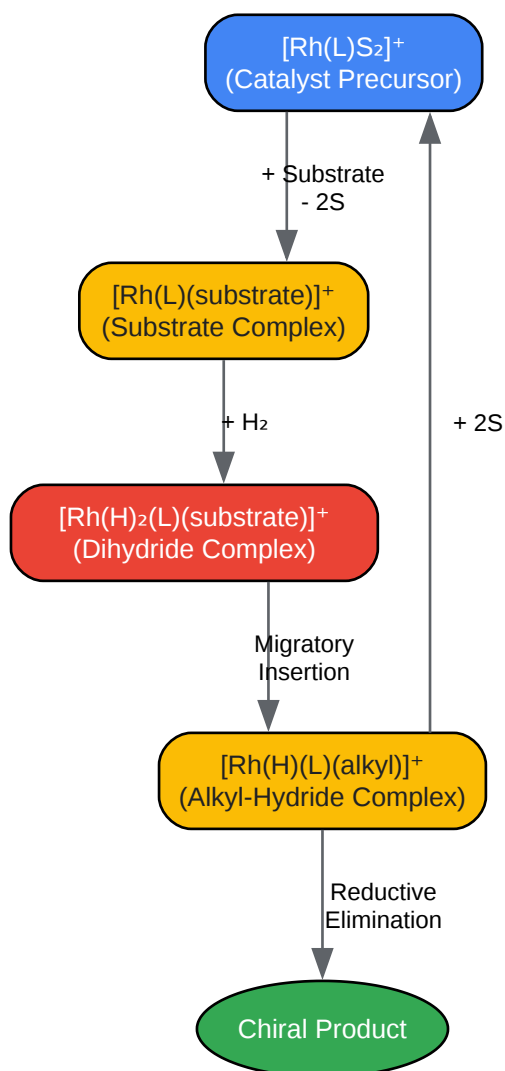 [Rh(L)S₂]⁺
(Catalyst Precursor)
+ Substrate
- 2S
[Rh(L)(substrate)]⁺
(Substrate Complex)
+ H₂
+ 2S
[Rh(H)₂(L)(substrate)]⁺
(Dihydride Complex)
Migratory
Insertion
[Rh(H)(L)(alkyl)]⁺
(Alkyl-Hydride Complex)
Reductive
Elimination
Chiral Product